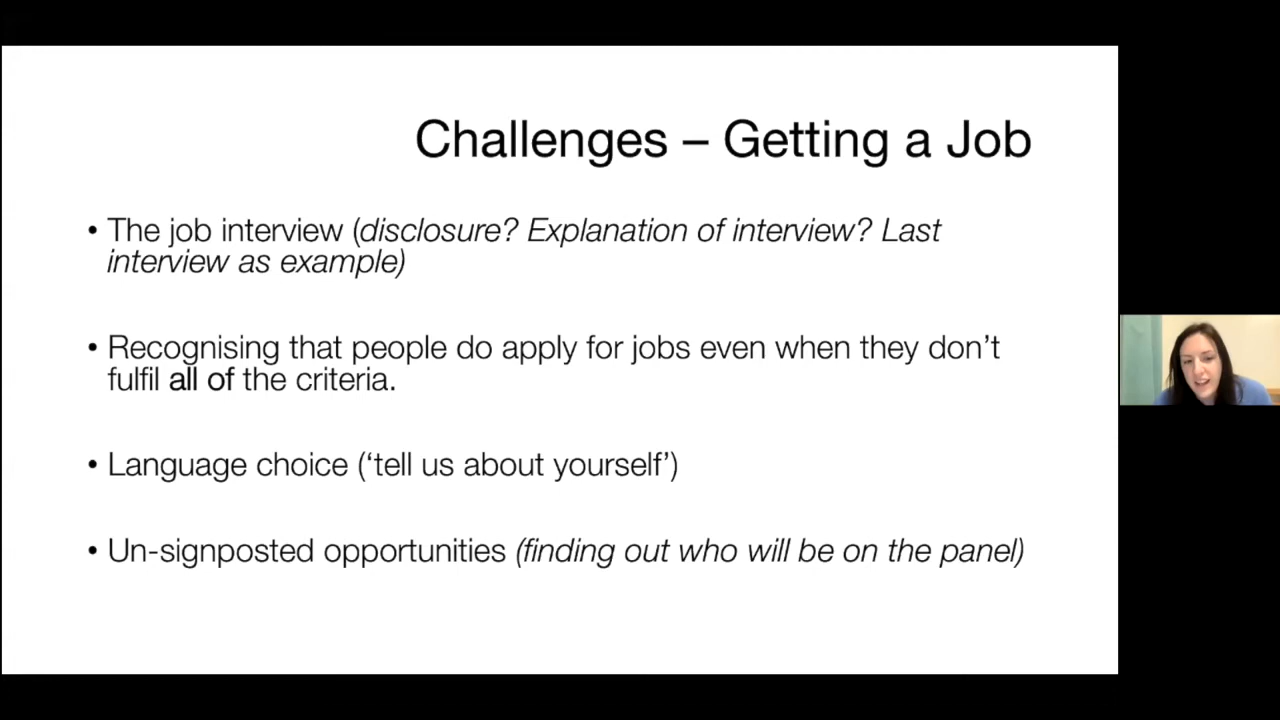 Challenges – Getting a Job
• The job interview (disclosure? Explanation of interview? Last
interview as example)
• Recognising that people do apply for jobs even when they don’t
fulfil all of the criteria.
• Language choice (‘tell us about yourself’)
• Un-signposted opportunities (finding out who will be on the panel)